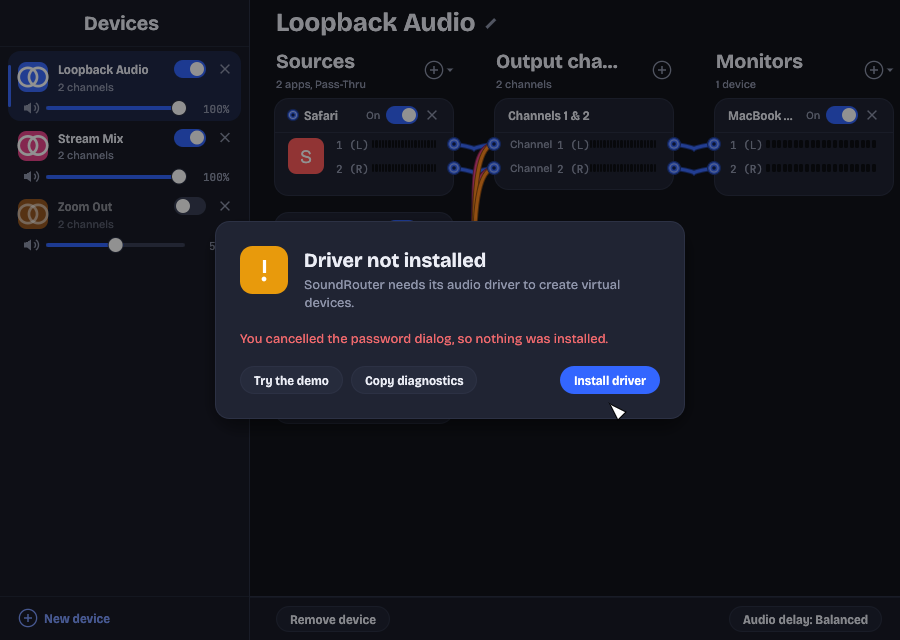 Devices
Loopback Audio
2 channels
100%
Stream Mix
2 channels
100%
Zoom Out
2 channels
New device
Loopback Audio
Sources
2 apps, Pass-Thru
Output cha...
2 channels
Monitors
1 device
Safari
On
S
1 (L)
2 (R)
Channels 1 & 2
Channel 1 (L)
Channel 2 (R)
MacBook ...
On
1 (L)
2 (R)
!
Driver not installed
SoundRouter needs its audio driver to create virtual
devices.
You cancelled the password dialog, so nothing was installed.
Try the demo
Copy diagnostics
Install driver
Remove device
Audio delay: Balanced